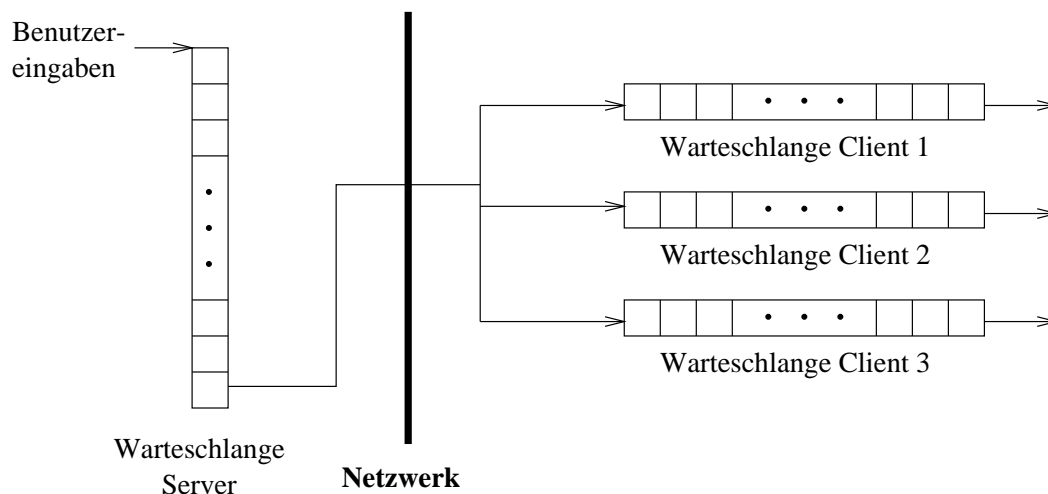 Benutzer-
eingaben
Warteschlange Client 1
Warteschlange Client 2
Warteschlange Client 3
Warteschlange
Server
Netzwerk